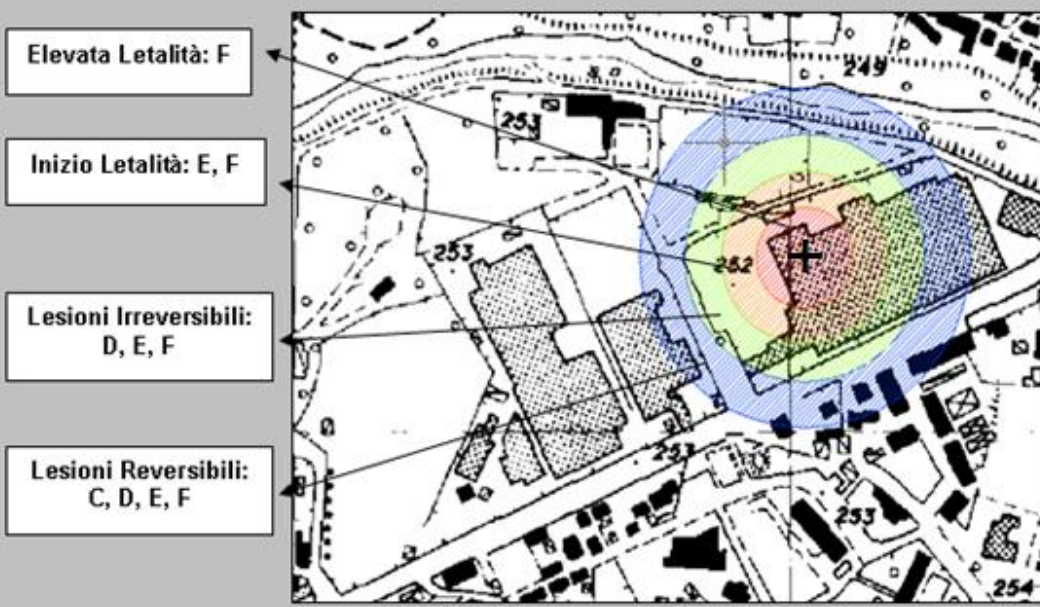 Elevata Letalità: F
Inizio Letalità: E, F
Lesioni Irreversibili:
D, E, F
Lesioni Reversibili:
C, D, E, F
249
253
253
252
253
253
254